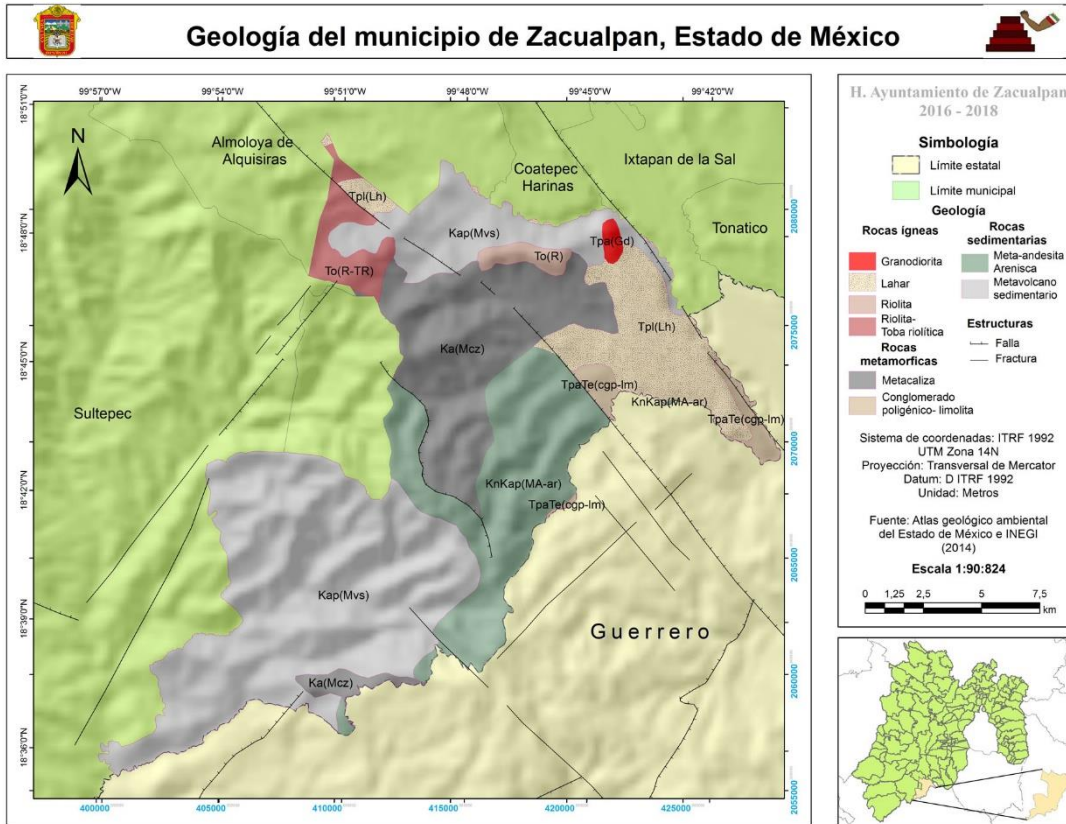 Geología del municipio de Zacualpan, Estado de México
99°57'0"W 99°54'0"W 99°51'0"W 99°48'0"W 99°45'0"W 99°42'0"W
18°51'0"N
18°48'0"N
18°45'0"N
18°42'0"N
18°39'0"N
18°36'0"N
N
Almoloya de
Alquisiras
Coatepec
Harinas
Ixtapan de la Sal
Tonatico
Sultepec
Guerrero
Tpl(Lh)
Kap(Mvs)
Tpa(Gd)
To(R)
To(R-TR)
Tpl(Lh)
Ka(Mcz)
TpaTe(cgp-lm)
KnKap(MA-ar)
TpaTe(cgp-lm)
KnKap(MA-ar)
TpaTe(cgp-lm)
Kap(Mvs)
Ka(Mcz)
2080000
2075000
2070000
2065000
2060000
2055000
400000 405000 410000 415000 420000 425000
H. Ayuntamiento de Zacualpan
2016 - 2018
Simbología
Límite estatal
Límite municipal
Geología
Rocas ígneas
Granodiorita
Lahar
Riolita
Riolita-
Toba riolítica
Rocas
metamorficas
Metacaliza
Conglomerado
poligénico- limolita
Rocas
sedimentarias
Meta-andesita
Arenisca
Metavolcano
sedimentario
Estructuras
Falla
Fractura
Sistema de coordenadas: ITRF 1992
UTM Zona 14N
Proyección: Transversal de Mercator
Datum: D ITRF 1992
Unidad: Metros
Fuente: Atlas geológico ambiental
del Estado de México e INEGI
(2014)
Escala 1:90:824
0 1,25 2,5 5 7,5
km